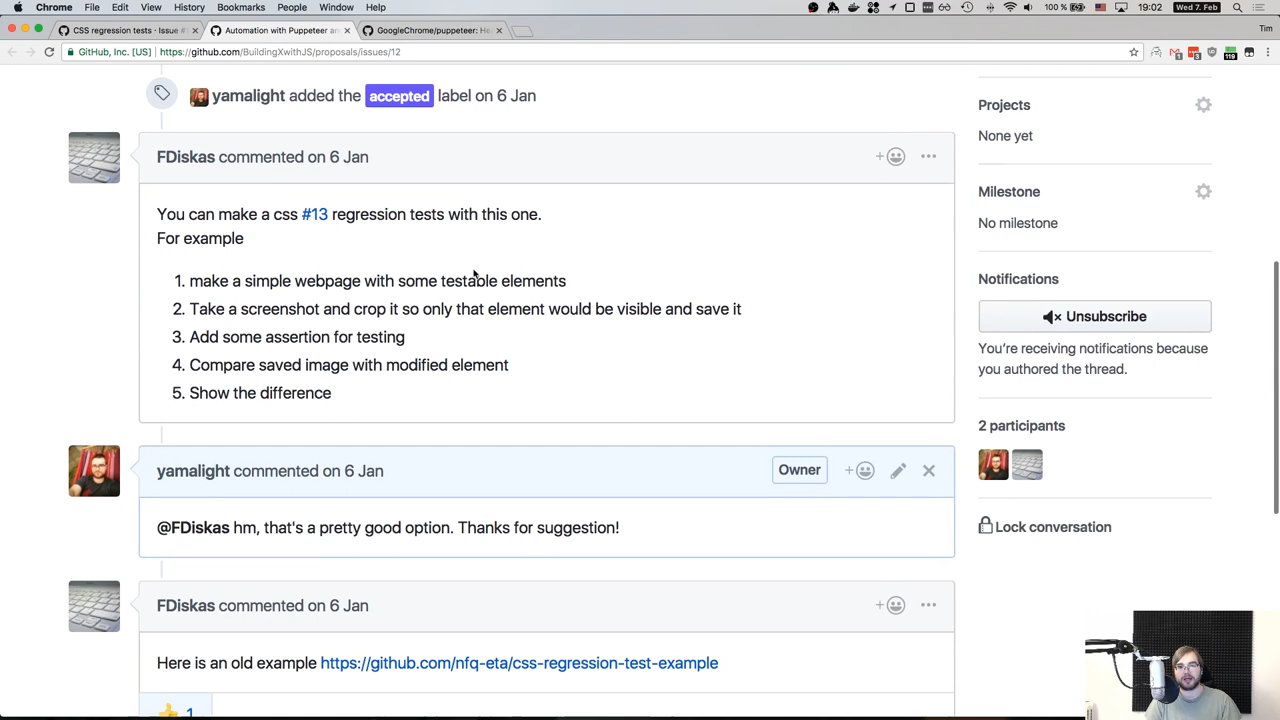 Chrome File Edit View History Bookmarks People Window Help
100 % 19:02 Wed 7. Feb
CSS regression tests · Issue #
Automation with Puppeteer an
GoogleChrome/puppeteer: He
Tim
GitHub, Inc. [US] https://github.com/BuildingXwithJS/proposals/issues/12
yamalight added the accepted label on 6 Jan
FDiskas commented on 6 Jan
You can make a css #13 regression tests with this one.
For example
1. make a simple webpage with some testable elements
2. Take a screenshot and crop it so only that element would be visible and save it
3. Add some assertion for testing
4. Compare saved image with modified element
5. Show the difference
yamalight commented on 6 Jan
Owner
@FDiskas hm, that's a pretty good option. Thanks for suggestion!
FDiskas commented on 6 Jan
Here is an old example https://github.com/nfq-eta/css-regression-test-example
1
Projects
None yet
Milestone
No milestone
Notifications
Unsubscribe
You're receiving notifications because
you authored the thread.
2 participants
Lock conversation